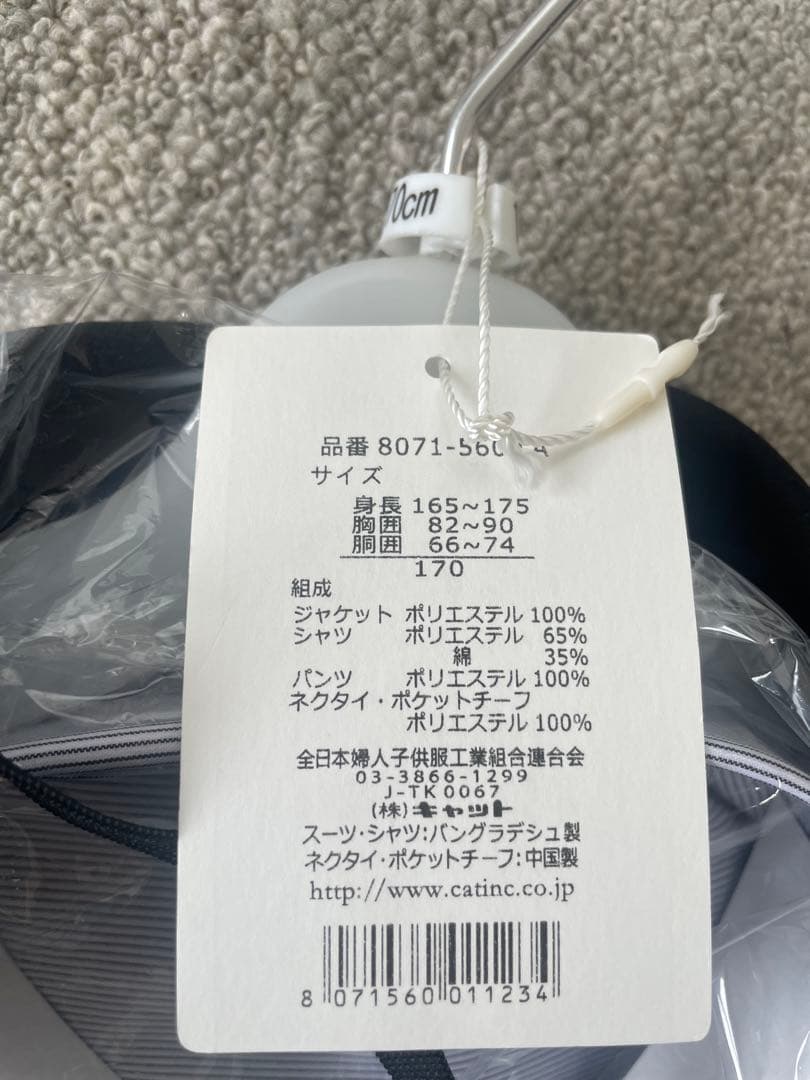 品番 8071-560
サイズ
身長 165～175
胸囲 82～90
胴囲 66～74
170
組成
ジャケット ポリエステル 100%
シャツ ポリエステル 65%
綿 35%
パンツ ポリエステル 100%
ネクタイ・ポケットチーフ
ポリエステル 100%
全日本婦人子供服工業組合連合会
03-3866-1299
J-TK0067
(株)キャット
スーツ・シャツ:バングラデシュ製
ネクタイ・ポケットチーフ:中国製
http://www.catinc.co.jp
8 071560 011234